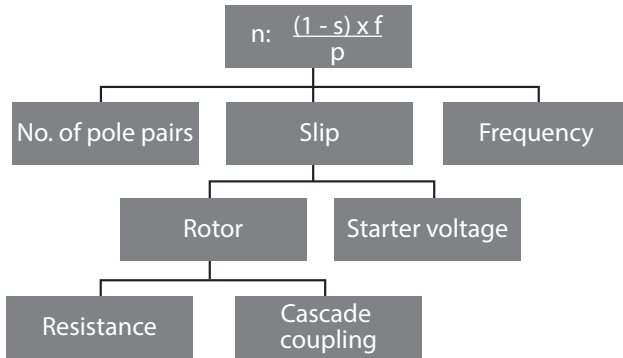 n: (1 - s) x f
p
No. of pole pairs
Slip
Frequency
Rotor
Starter voltage
Resistance
Cascade
coupling